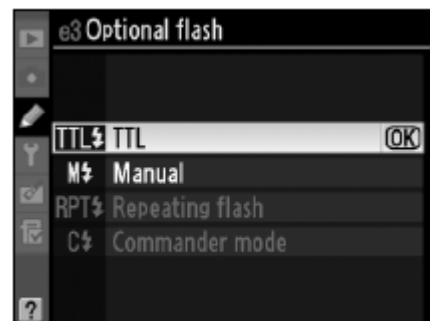 e3 Optional flash
TTL⚡ TTL OK
M⚡ Manual
RPT⚡ Repeating flash
C⚡ Commander mode
?